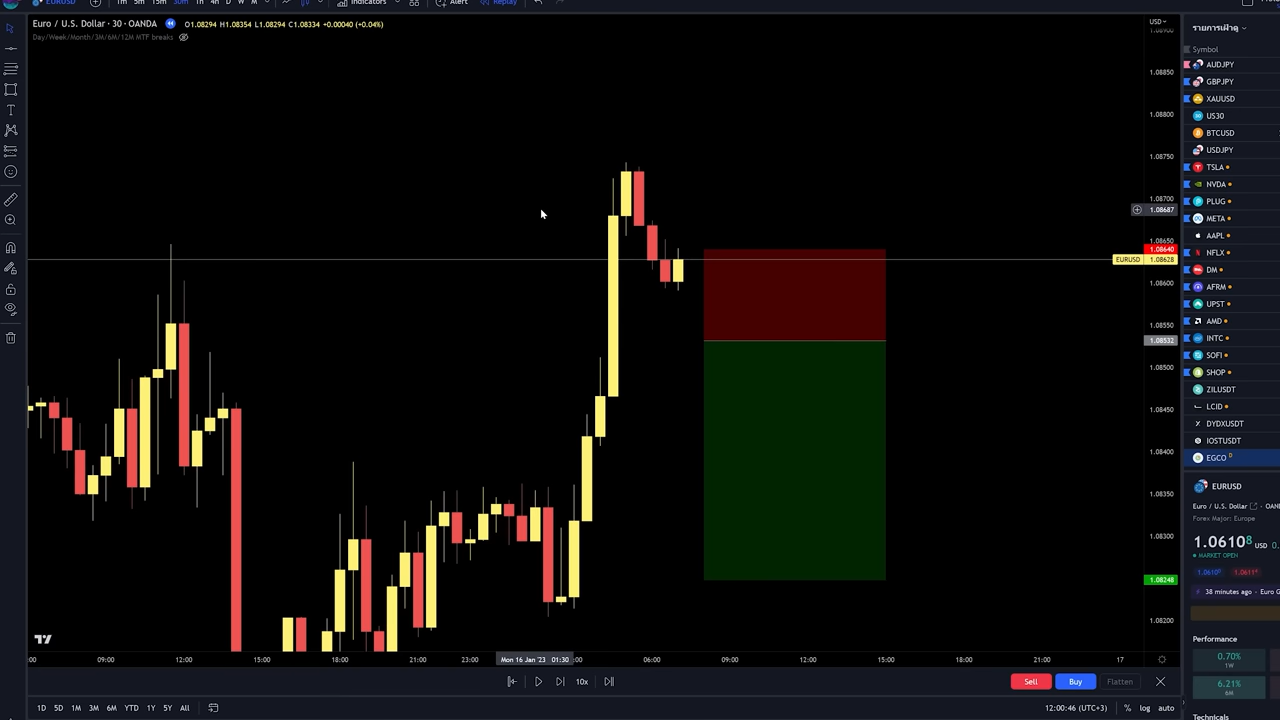 EURUSD 1m 5m 15m 30m 1h 4h D W M Indicators Alert Replay
Euro / U.S. Dollar · 30 · OANDA O1.08294 H1.08354 L1.08294 C1.08334 +0.00040 (+0.04%)
Day/Week/Month/3M/6M/12M MTF breaks
USD
1.08900
1.08850
1.08800
1.08750
1.08700
1.08687
1.08650
1.08640
EURUSD 1.08628
1.08600
1.08550
1.08532
1.08500
1.08450
1.08400
1.08350
1.08300
1.08248
1.08200
:00 09:00 12:00 15:00 18:00 21:00 23:00 Mon 16 Jan '23 01:30 :00 06:00 09:00 12:00 15:00 18:00 21:00 17
10x
Sell Buy Flatten
1D 5D 1M 3M 6M YTD 1Y 5Y All
12:00:46 (UTC+3) % log auto
รายการเฝ้าดู
Symbol
AUDJPY
GBPJPY
XAUUSD
US30
BTCUSD
USDJPY
TSLA
NVDA
PLUG
META
AAPL
NFLX
DM
AFRM
UPST
AMD
INTC
SOFI
SHOP
ZILUSDT
LCID
DYDXUSDT
IOSTUSDT
EGCO D
EURUSD
Euro / U.S. Dollar · OAN
Forex Major: Europe
1.06108 USD 0.
MARKET OPEN
1.0610⁰ 1.0611⁴
38 minutes ago · Euro G
Performance
0.70%
1W
6.21%
6M
Technicals